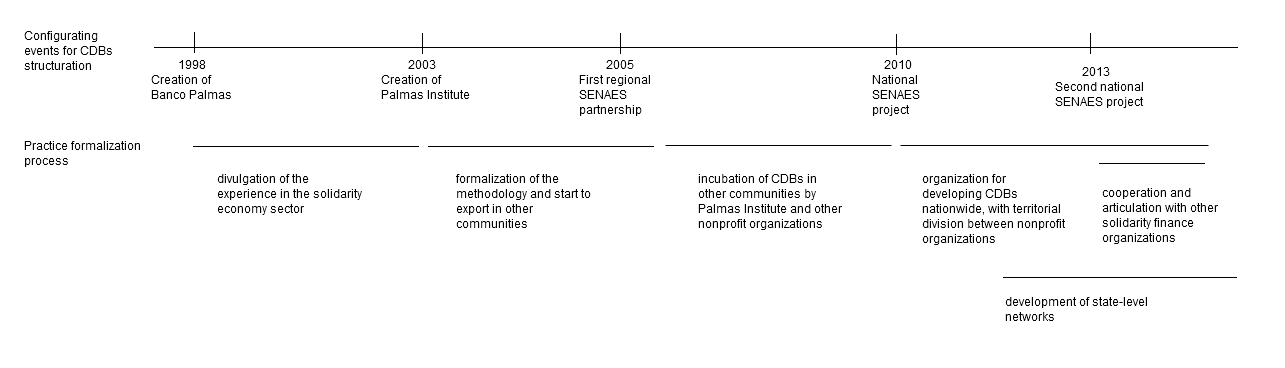 Configurating
events for CDBs
structuration
1998
Creation of
Banco Palmas
2003
Creation of
Palmas Institute
2005
First regional
SENAES
partnership
2010
National
SENAES
project
2013
Second national
SENAES project
Practice formalization
process
divulgation of the
experience in the solidarity
economy sector
formalization of the
methodology and start to
export in other
communities
incubation of CDBs in
other communities by
Palmas Institute and other
nonprofit organizations
organization for
developing CDBs
nationwide, with territorial
division between nonprofit
organizations
cooperation and
articulation with other
solidarity finance
organizations
development of state-level
networks